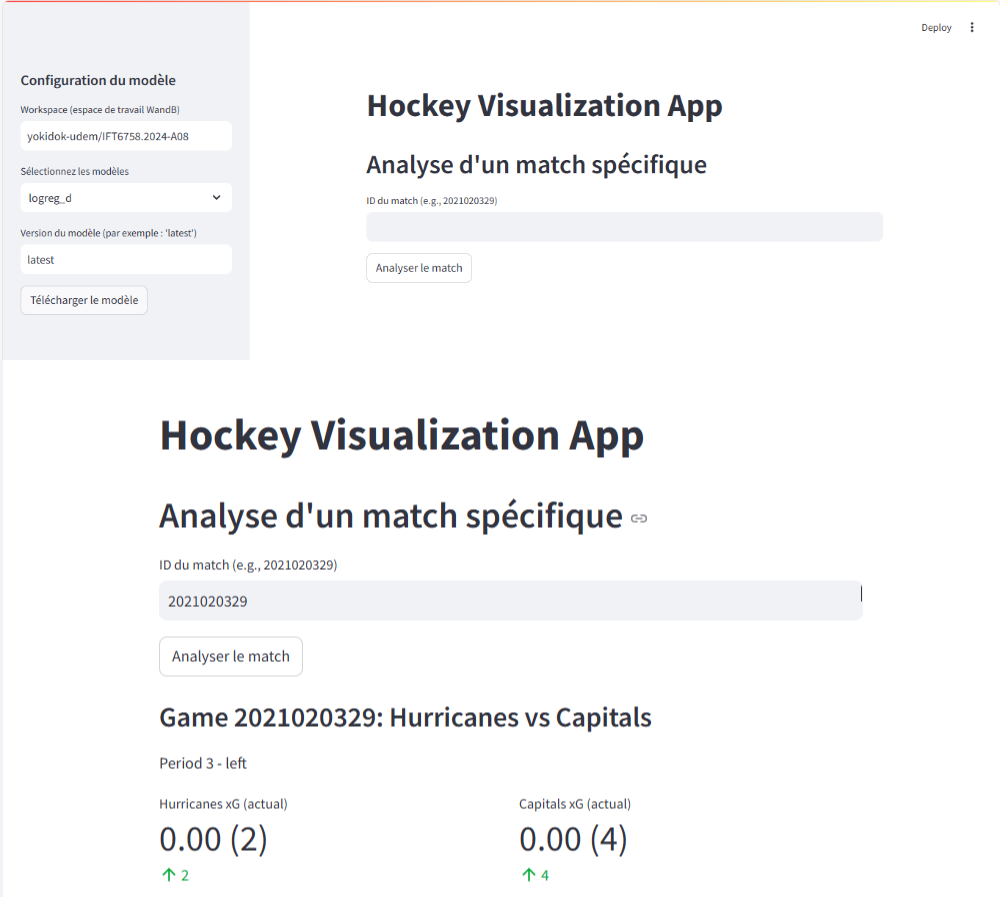 Deploy
Configuration du modèle
Workspace (espace de travail WandB)
yokidok-udem/IFT6758.2024-A08
Sélectionnez les modèles
logreg_d
Version du modèle (par exemple : 'latest')
latest
Télécharger le modèle
Hockey Visualization App
Analyse d'un match spécifique
ID du match (e.g., 2021020329)
Analyser le match
Hockey Visualization App
Analyse d'un match spécifique
ID du match (e.g., 2021020329)
2021020329
Analyser le match
Game 2021020329: Hurricanes vs Capitals
Period 3 - left
Hurricanes xG (actual)
0.00 (2)
↑ 2
Capitals xG (actual)
0.00 (4)
↑ 4